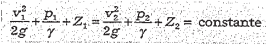 v₁²/2g + p₁/γ + Z₁ = v₂²/2g + p₂/γ + Z₂ = constante